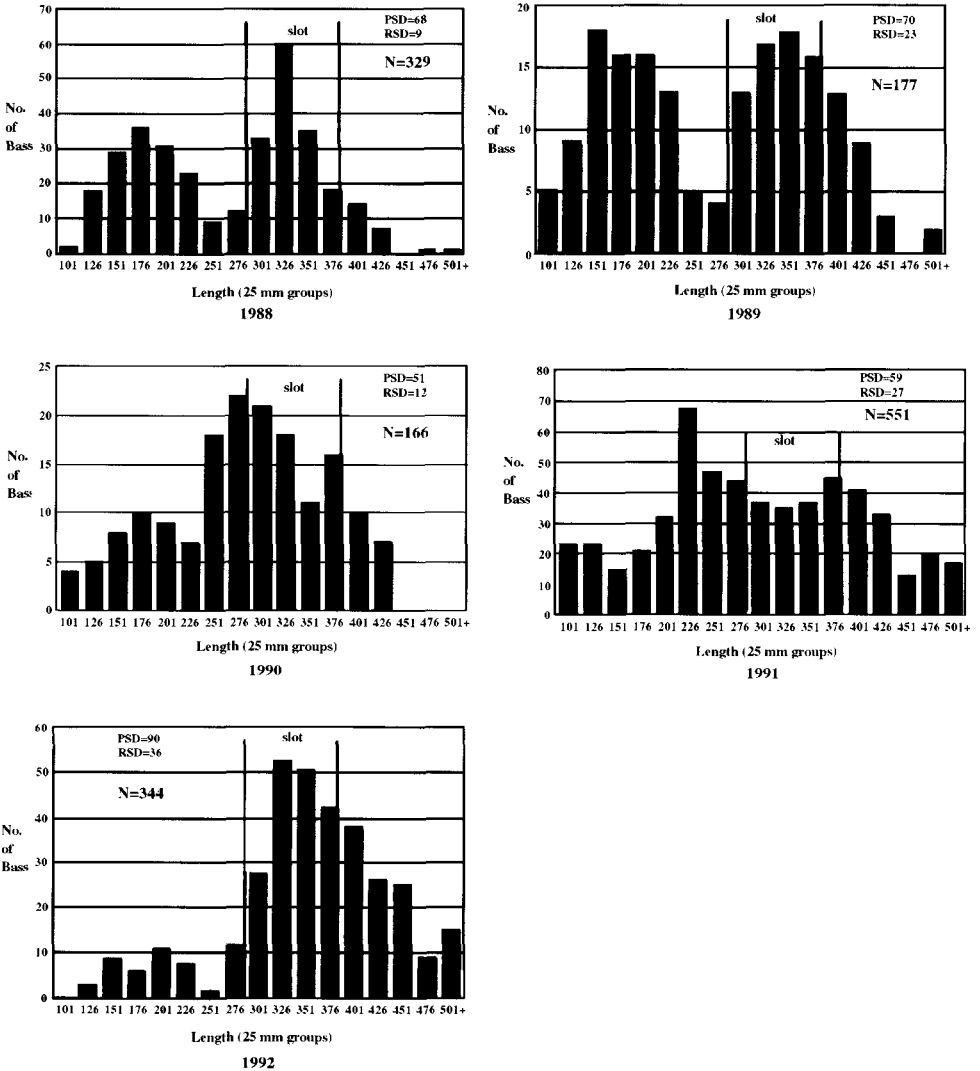 70
60
50
40
30
20
10
0
No.
of
Bass
slot
PSD=68
RSD=9
N=329
101 126 151 176 201 226 251 276 301 326 351 376 401 426 451 476 501+
Length (25 mm groups)
1988
20
15
10
5
0
No.
of
Bass
slot
PSD=70
RSD=23
N=177
101 126 151 176 201 226 251 276 301 326 351 376 401 426 451 476 501+
Length (25 mm groups)
1989
25
20
15
10
5
0
No.
of
Bass
slot
PSD=51
RSD=12
N=166
101 126 151 176 201 226 251 276 301 326 351 376 401 426 451 476 501+
Length (25 mm groups)
1990
80
70
60
50
40
30
20
10
0
No.
of
Bass
slot
PSD=59
RSD=27
N=551
101 126 151 176 201 226 251 276 301 326 351 376 401 426 451 476 501+
Length (25 mm groups)
1991
60
50
40
30
20
10
0
No.
of
Bass
PSD=90
RSD=36
N=344
slot
101 126 151 176 201 226 251 276 301 326 351 376 401 426 451 476 501+
Length (25 mm groups)
1992